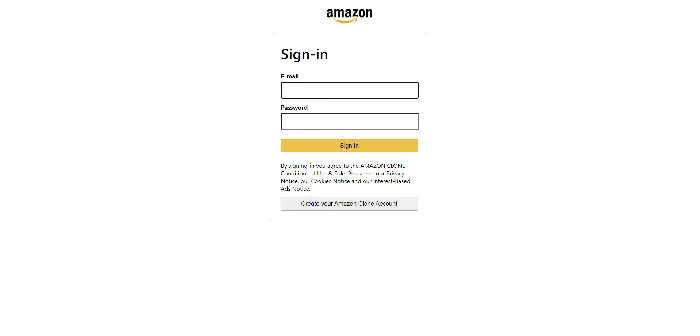 amazon
Sign-in
E-mail
Password
Sign In
By signing-in you agree to the AMAZON CLONE
Conditions of Use & Sale. Please see our Privacy
Notice, our Cookies Notice and our Interest-Based
Ads Notice.
Create your Amazon Clone Account